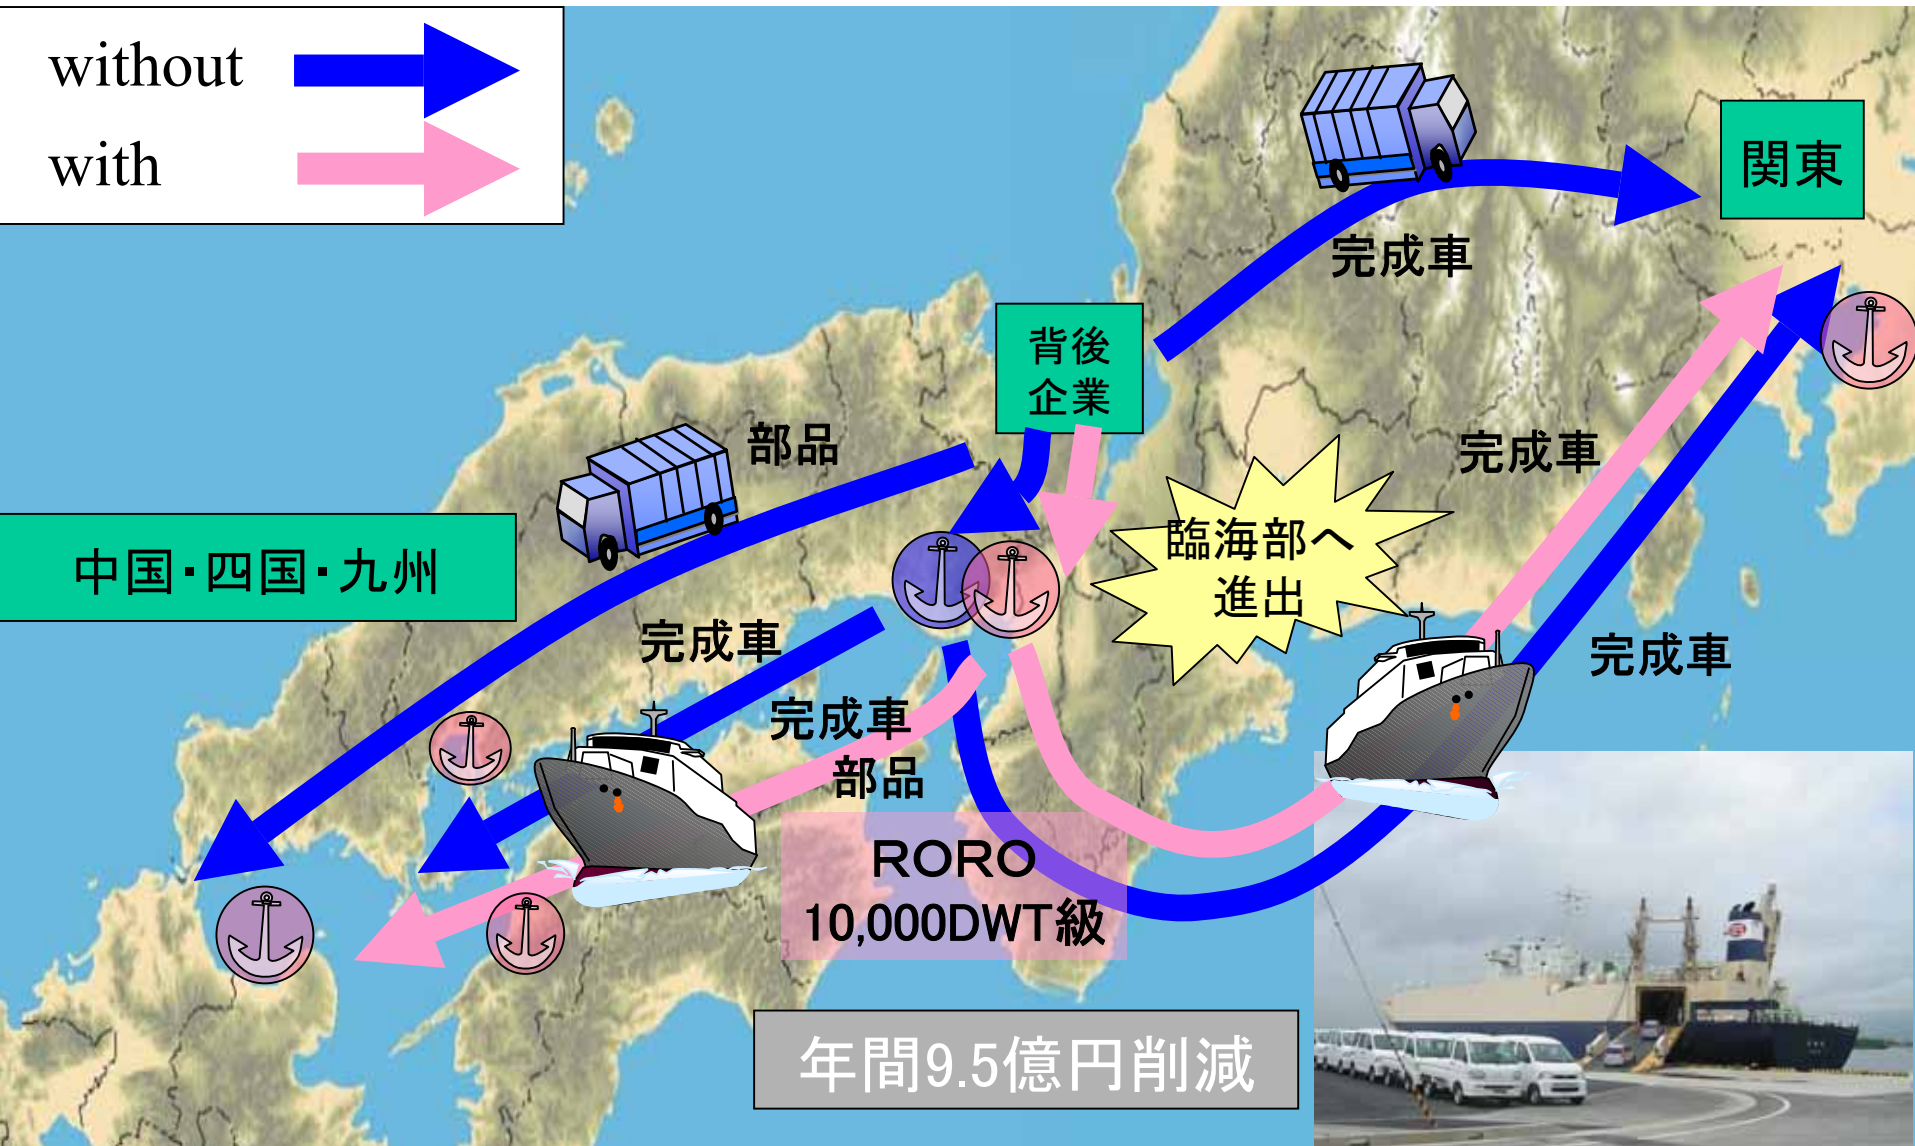 without
with
関東
完成車
背後
企業
部品
完成車
臨海部へ
進出
中国・四国・九州
完成車
完成車
完成車
部品
RORO
10,000DWT級
年間9.5億円削減